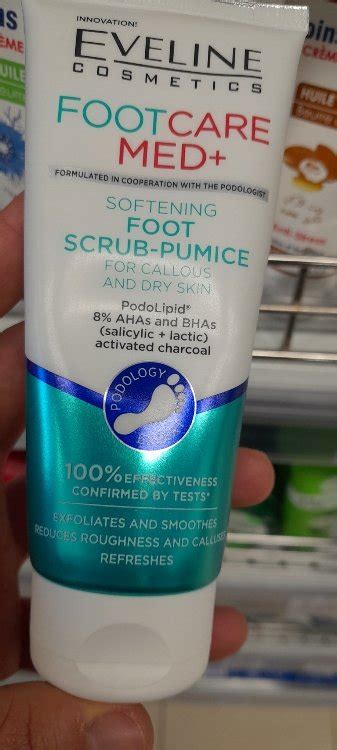 INNOVATION!
EVELINE
COSMETICS
FOOTCARE
MED+
FORMULATED IN COOPERATION WITH THE PODOLOGIST
SOFTENING
FOOT
SCRUB-PUMICE
FOR CALLOUS
AND DRY SKIN
PodoLipid®
8% AHAs and BHAs
(salicylic + lactic)
activated charcoal
PODOLOGY
100% EFFECTIVENESS
CONFIRMED BY TESTS*
EXFOLIATES AND SMOOTHES
REDUCES ROUGHNESS AND CALLUSES
REFRESHES
CRÈME
HUILE